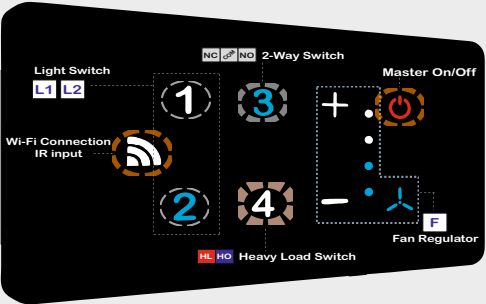 NC COM NO 2-Way Switch
Light Switch
L1 L2
Master On/Off
1
3
+
Wi-Fi Connection
IR input
2
4
−
F
Fan Regulator
HL HO Heavy Load Switch